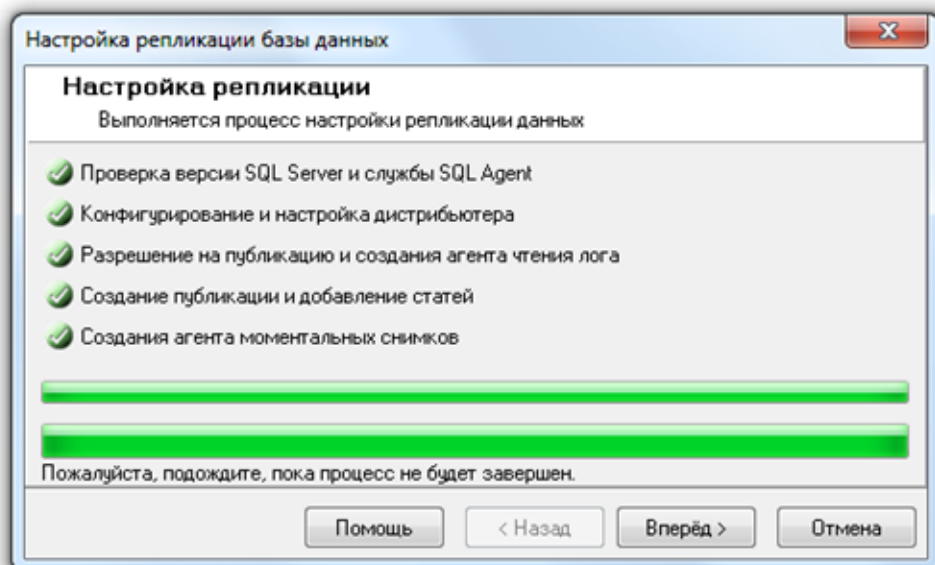 Настройка репликации базы данных
Настройка репликации
Выполняется процесс настройки репликации данных
Проверка версии SQL Server и службы SQL Agent
Конфигурирование и настройка дистрибьютера
Разрешение на публикацию и создания агента чтения лога
Создание публикации и добавление статей
Создания агента моментальных снимков
Пожалуйста, подождите, пока процесс не будет завершен.
Помощь
< Назад
Вперёд >
Отмена